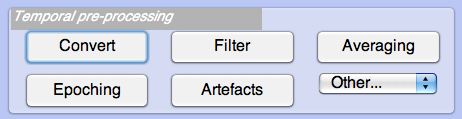 Temporal pre-processing
Convert Filter Averaging
Epoching Artefacts Other...